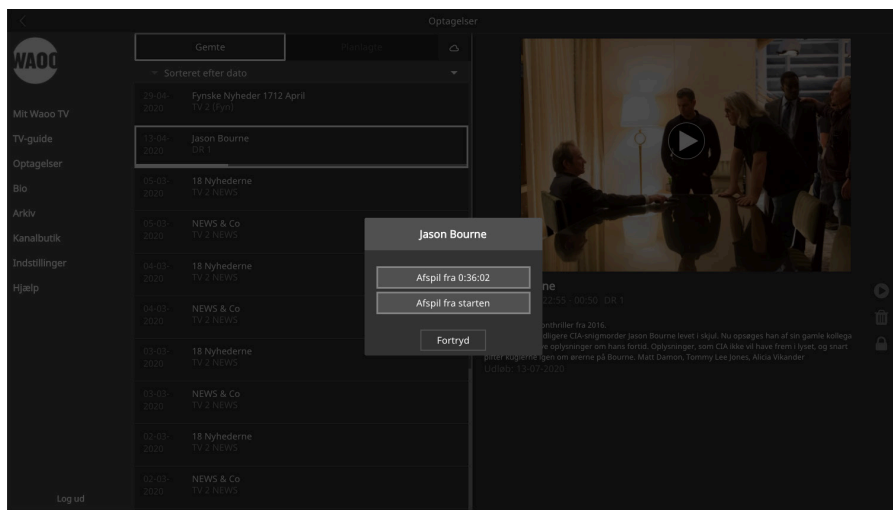 Optagelser
WAOO
Mit Waoo TV
TV-guide
Optagelser
Bio
Arkiv
Kanalbutik
Indstillinger
Hjælp
Log ud
Gemte
Planlagte
Sorteret efter dato
29-04-2020 Fynske Nyheder 1712 April
TV 2 (Fyn)
13-04-2020 Jason Bourne
DR 1
05-03-2020 18 Nyhederne
TV 2 NEWS
05-03-2020 NEWS & Co
TV 2 NEWS
04-03-2020 18 Nyhederne
TV 2 NEWS
04-03-2020 NEWS & Co
TV 2 NEWS
03-03-2020 18 Nyhederne
TV 2 NEWS
03-03-2020 NEWS & Co
TV 2 NEWS
02-03-2020 18 Nyhederne
TV 2 NEWS
02-03-2020 NEWS & Co
TV 2 NEWS
Jason Bourne
Afspil fra 0:36:02
Afspil fra starten
Fortryd
ne
22:55 - 00:50 DR 1
onthriller fra 2016.
dligere CIA-snigmorder Jason Bourne levet i skjul. Nu opsøges han af sin gamle kollega
e oplysninger om hans fortid. Oplysninger, som CIA ikke vil have frem i lyset, og snart
pifter kuglerne igen om ørerne på Bourne. Matt Damon, Tommy Lee Jones, Alicia Vikander
Udløb: 13-07-2020